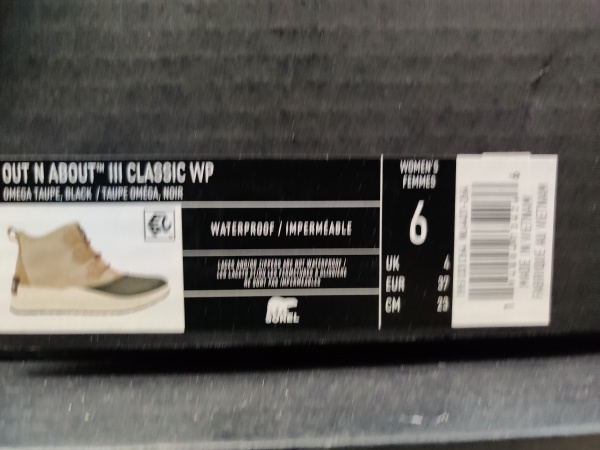 OUT N ABOUT™ III CLASSIC WP
OMEGA TAUPE, BLACK / TAUPE OMÉGA, NOIR
WATERPROOF / IMPERMÉABLE
SOREL
WOMEN'S
FEMMES
6
UK 4
EUR 37
CM 23
MADE IN VIETNAM
FABRIQUÉ AU VIETNAM